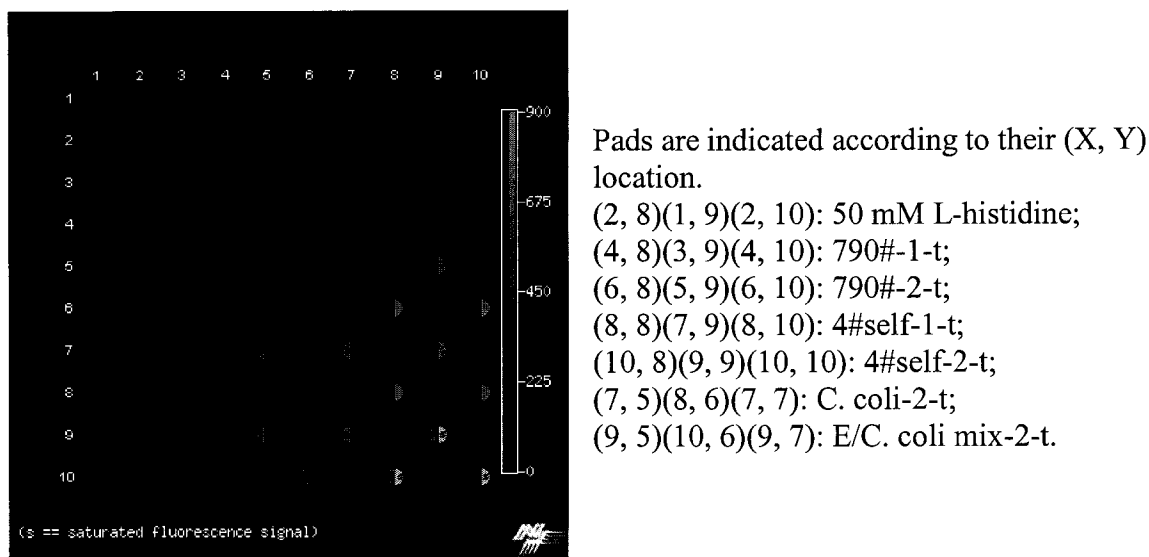 1 2 3 4 5 6 7 8 9 10
1
2
3
4
5
6
7
8
9
10
900
675
450
225
0
(s == saturated fluorescence signal)
Pads are indicated according to their (X, Y)
location.
(2, 8)(1, 9)(2, 10): 50 mM L-histidine;
(4, 8)(3, 9)(4, 10): 790#-1-t;
(6, 8)(5, 9)(6, 10): 790#-2-t;
(8, 8)(7, 9)(8, 10): 4#self-1-t;
(10, 8)(9, 9)(10, 10): 4#self-2-t;
(7, 5)(8, 6)(7, 7): C. coli-2-t;
(9, 5)(10, 6)(9, 7): E/C. coli mix-2-t.